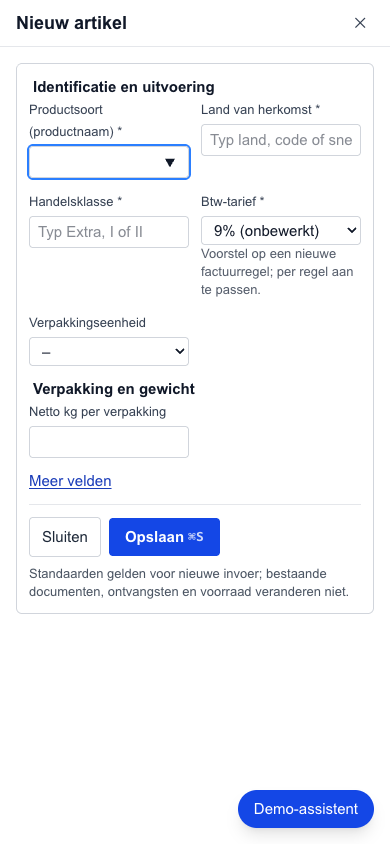 Nieuw artikel
Identificatie en uitvoering
Productsoort
(productnaam) *
Land van herkomst *
Typ land, code of sne
Handelsklasse *
Typ Extra, I of II
Btw-tarief *
9% (onbewerkt)
Voorstel op een nieuwe
factuurregel; per regel aan
te passen.
Verpakkingseenheid
–
Verpakking en gewicht
Netto kg per verpakking
Meer velden
Sluiten
Opslaan ⌘S
Standaarden gelden voor nieuwe invoer; bestaande
documenten, ontvangsten en voorraad veranderen niet.
Demo-assistent